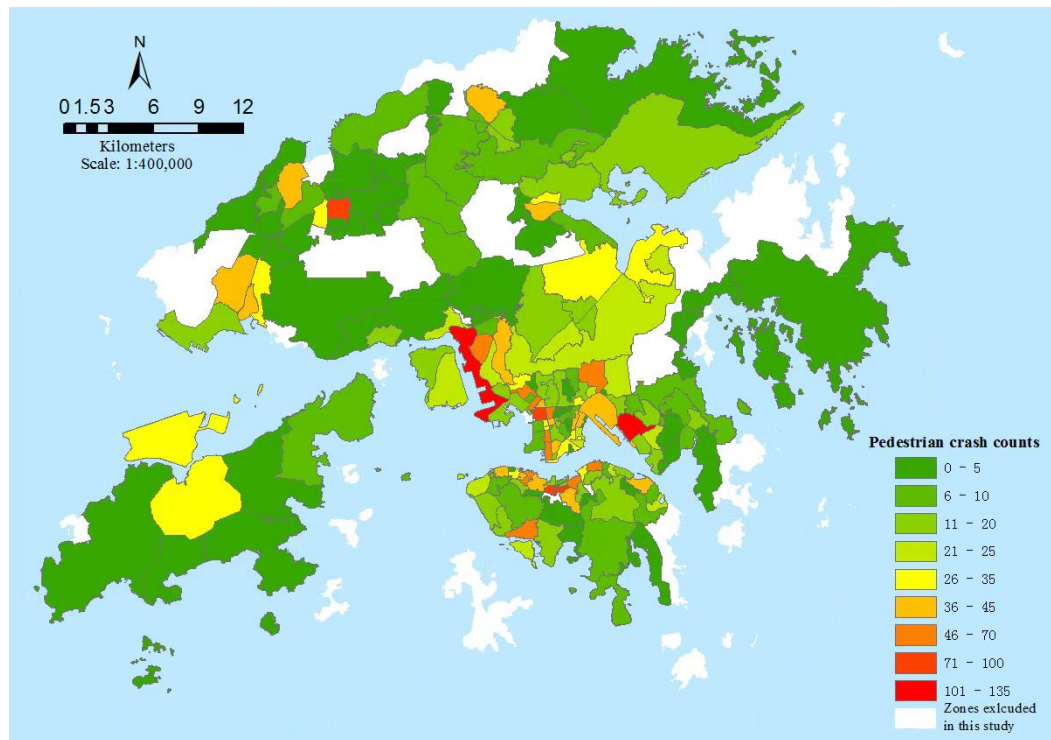 N
0 1.5 3 6 9 12
Kilometers
Scale: 1:400,000
Pedestrian crash counts
0 - 5
6 - 10
11 - 20
21 - 25
26 - 35
36 - 45
46 - 70
71 - 100
101 - 135
Zones exlcuded
in this study